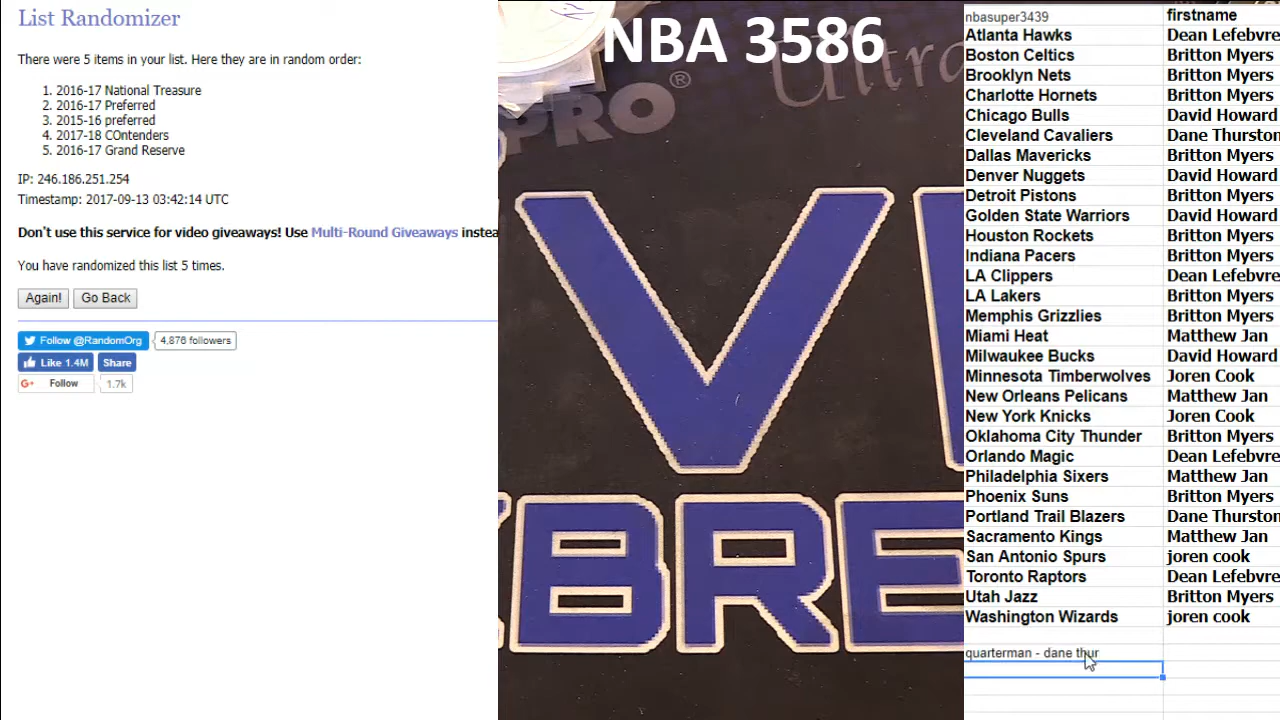 List Randomizer
There were 5 items in your list. Here they are in random order:
1. 2016-17 National Treasure
2. 2016-17 Preferred
3. 2015-16 preferred
4. 2017-18 COntenders
5. 2016-17 Grand Reserve
IP: 246.186.251.254
Timestamp: 2017-09-13 03:42:14 UTC
Don't use this service for video giveaways! Use Multi-Round Giveaways instea
You have randomized this list 5 times.
Again! Go Back
Follow @RandomOrg 4,876 followers
Like 1.4M Share
G+ Follow 1.7k
NBA 3586
PRO® Ultra
V
BRE
nbasuper3439 firstname
Atlanta Hawks Dean Lefebvre
Boston Celtics Britton Myers
Brooklyn Nets Britton Myers
Charlotte Hornets Britton Myers
Chicago Bulls David Howard
Cleveland Cavaliers Dane Thurston
Dallas Mavericks Britton Myers
Denver Nuggets David Howard
Detroit Pistons Britton Myers
Golden State Warriors David Howard
Houston Rockets Britton Myers
Indiana Pacers Britton Myers
LA Clippers Dean Lefebvre
LA Lakers Britton Myers
Memphis Grizzlies Britton Myers
Miami Heat Matthew Jan
Milwaukee Bucks David Howard
Minnesota Timberwolves Joren Cook
New Orleans Pelicans Matthew Jan
New York Knicks Joren Cook
Oklahoma City Thunder Britton Myers
Orlando Magic Dean Lefebvre
Philadelphia Sixers Matthew Jan
Phoenix Suns Britton Myers
Portland Trail Blazers Dane Thurston
Sacramento Kings Matthew Jan
San Antonio Spurs joren cook
Toronto Raptors Dean Lefebvre
Utah Jazz Britton Myers
Washington Wizards joren cook
quarterman - dane thur